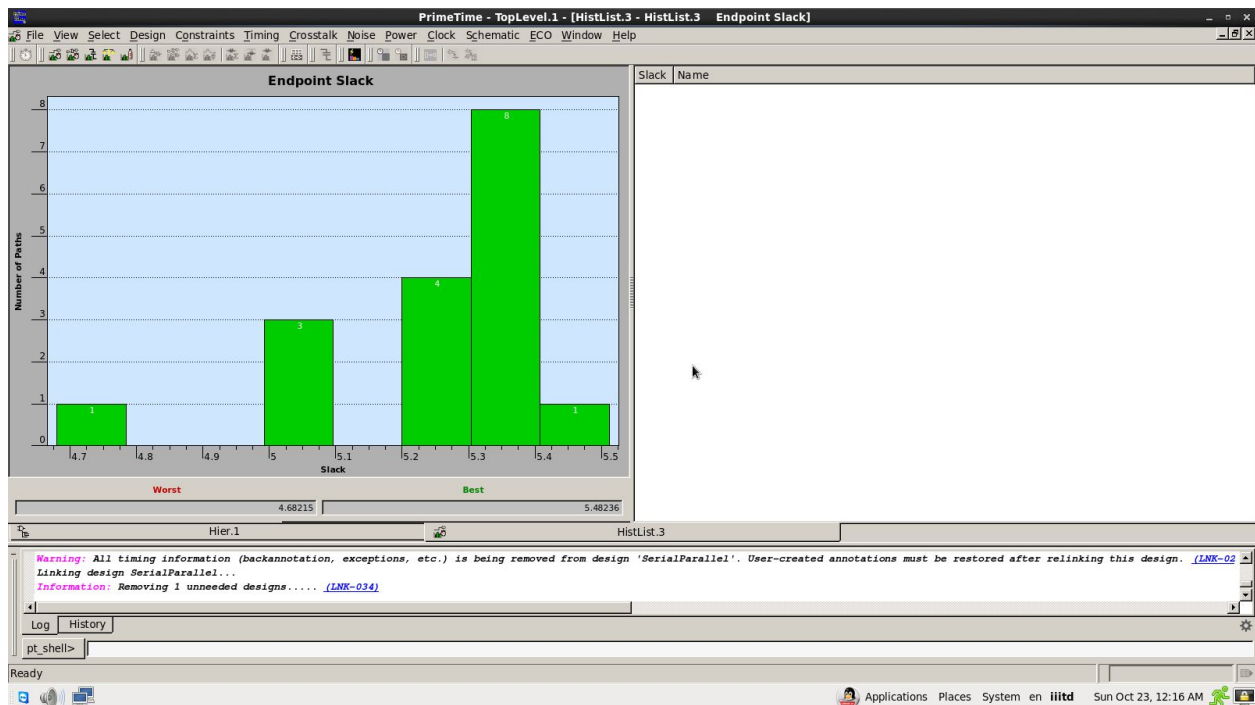 PrimeTime - TopLevel.1 - [HistList.3 - HistList.3 Endpoint Slack]
File View Select Design Constraints Timing Crosstalk Noise Power Clock Schematic ECO Window Help
Endpoint Slack
Slack Name
8
7
6
5
4
3
2
1
0
Number of Paths
1
3
4
8
1
4.7 4.8 4.9 5 5.1 5.2 5.3 5.4 5.5
Slack
Worst Best
4.68215 5.48236
Hier.1 HistList.3
Warning: All timing information (backannotation, exceptions, etc.) is being removed from design 'SerialParallel'. User-created annotations must be restored after relinking this design. (LNK-02
Linking design SerialParallel...
Information: Removing 1 unneeded designs..... (LNK-034)
Log History
pt_shell>
Ready
Applications Places System en iiitd Sun Oct 23, 12:16 AM